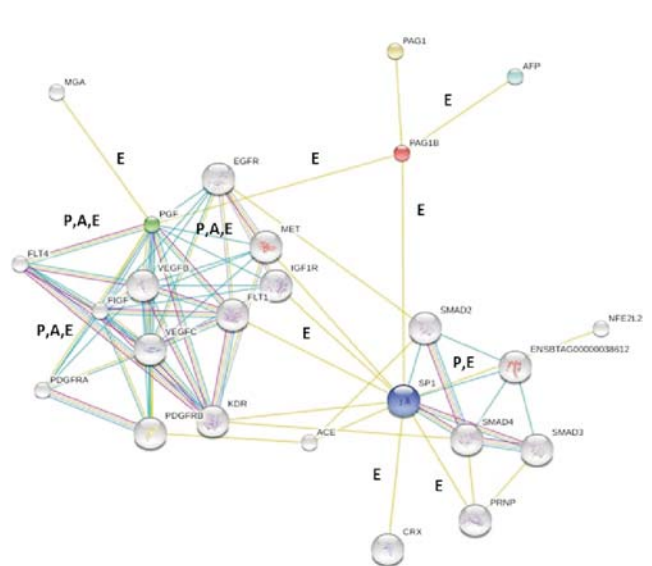 PAG1
AFP
MGA
E
PAG1B
E
E
EGFR
E
PGF
P,A,E
P,A,E
MET
FLT4
VEGFB
IGF1R
FIGF
FLT1
P,A,E
VEGFC
E
SMAD2
NFE2L2
ENSBTAG00000038612
P,E
PDGFRA
SP1
PDGFRB
KDR
ACE
SMAD4
SMAD3
E
E
PRNP
CRX